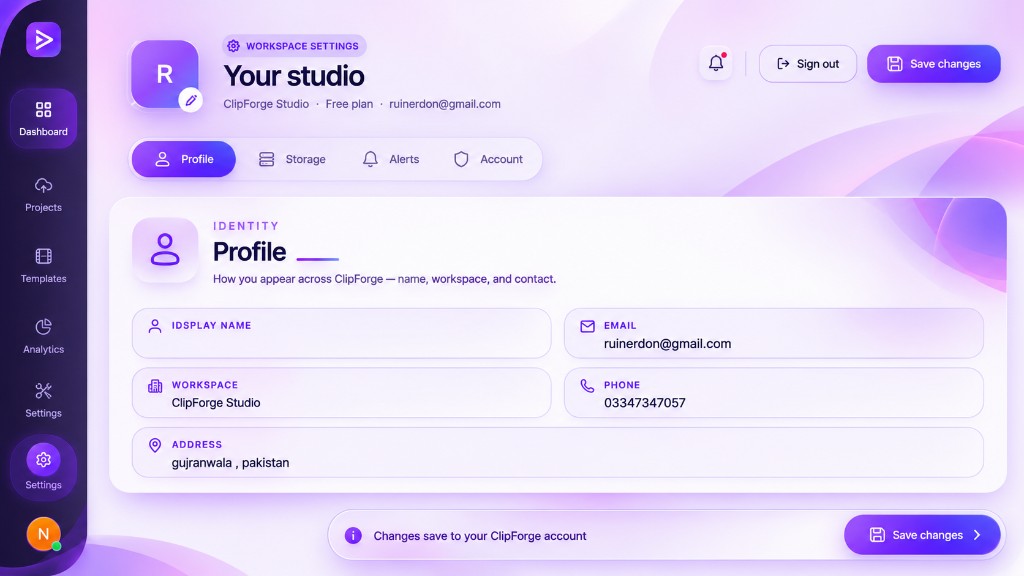 WORKSPACE SETTINGS
R
Your studio
ClipForge Studio · Free plan · ruinerdon@gmail.com
Sign out
Save changes
Dashboard
Projects
Templates
Analytics
Settings
Settings
N
Profile
Storage
Alerts
Account
IDENTITY
Profile
How you appear across ClipForge — name, workspace, and contact.
IDSPLAY NAME
EMAIL
ruinerdon@gmail.com
WORKSPACE
ClipForge Studio
PHONE
03347347057
ADDRESS
gujranwala , pakistan
Changes save to your ClipForge account
Save changes